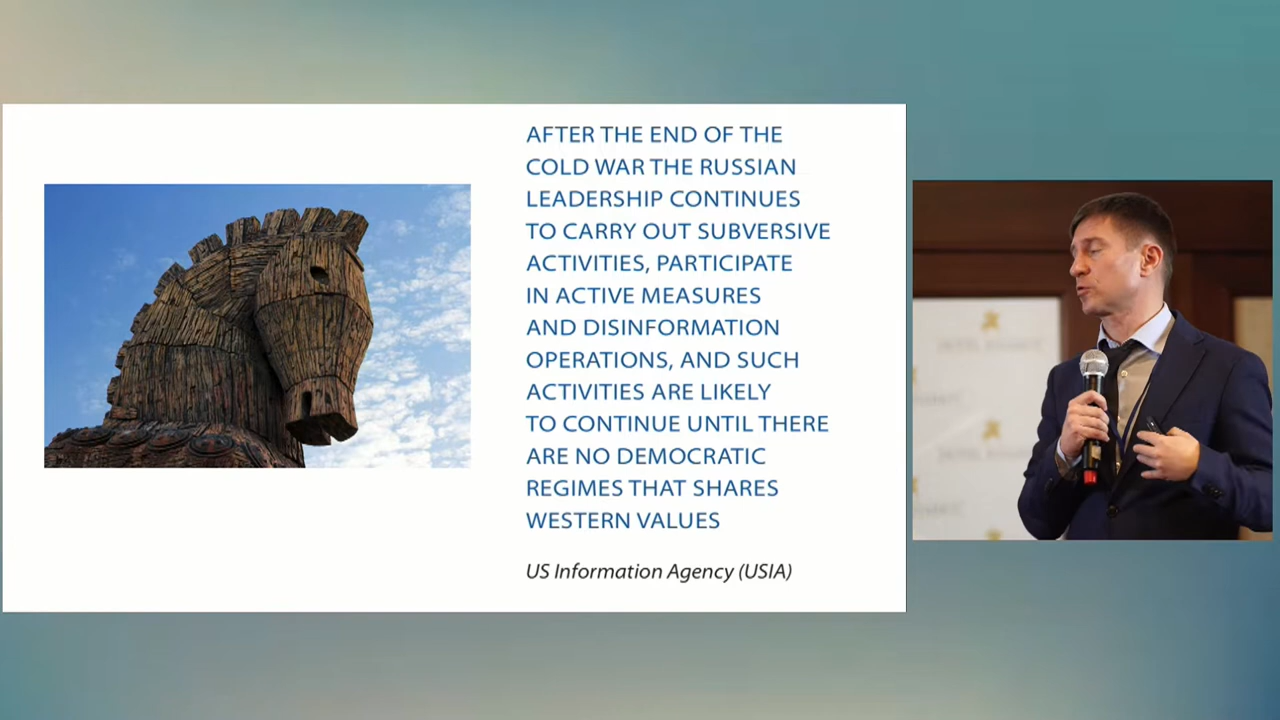 AFTER THE END OF THE
COLD WAR THE RUSSIAN
LEADERSHIP CONTINUES
TO CARRY OUT SUBVERSIVE
ACTIVITIES, PARTICIPATE
IN ACTIVE MEASURES
AND DISINFORMATION
OPERATIONS, AND SUCH
ACTIVITIES ARE LIKELY
TO CONTINUE UNTIL THERE
ARE NO DEMOCRATIC
REGIMES THAT SHARES
WESTERN VALUES
US Information Agency (USIA)